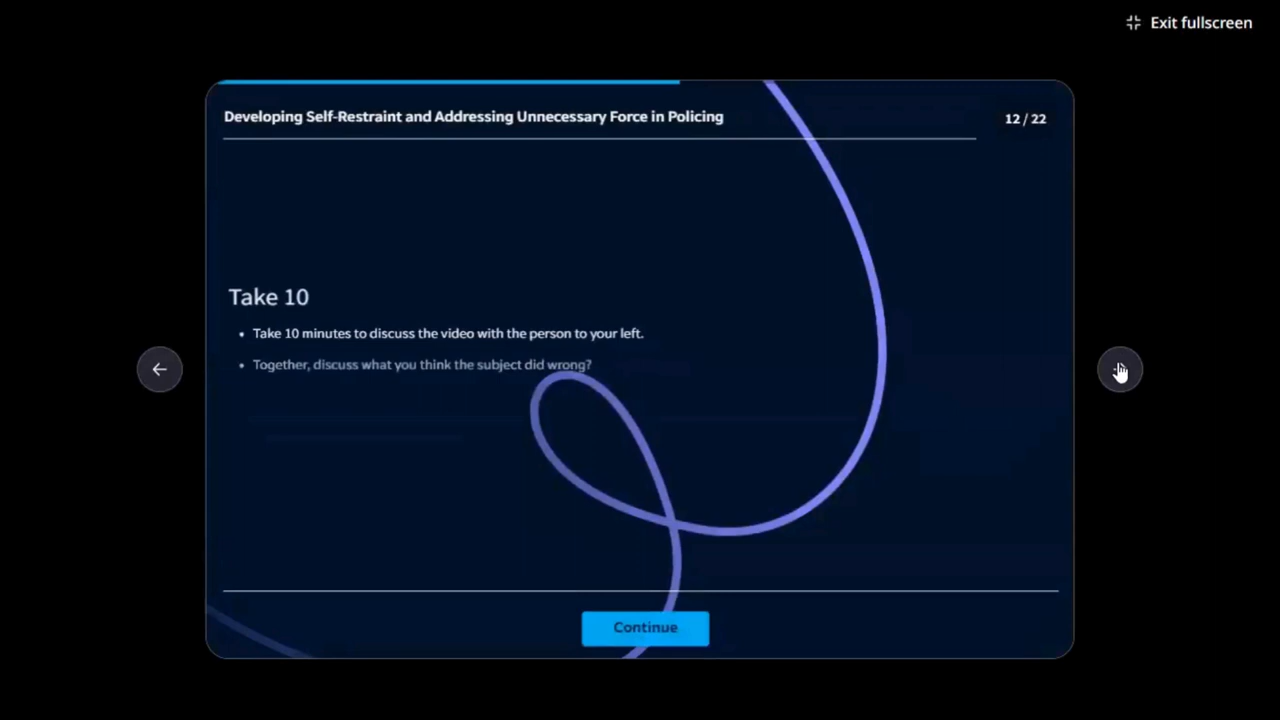 Exit fullscreen
Developing Self-Restraint and Addressing Unnecessary Force in Policing
12 / 22
Take 10
• Take 10 minutes to discuss the video with the person to your left.
• Together, discuss what you think the subject did wrong?
Continue